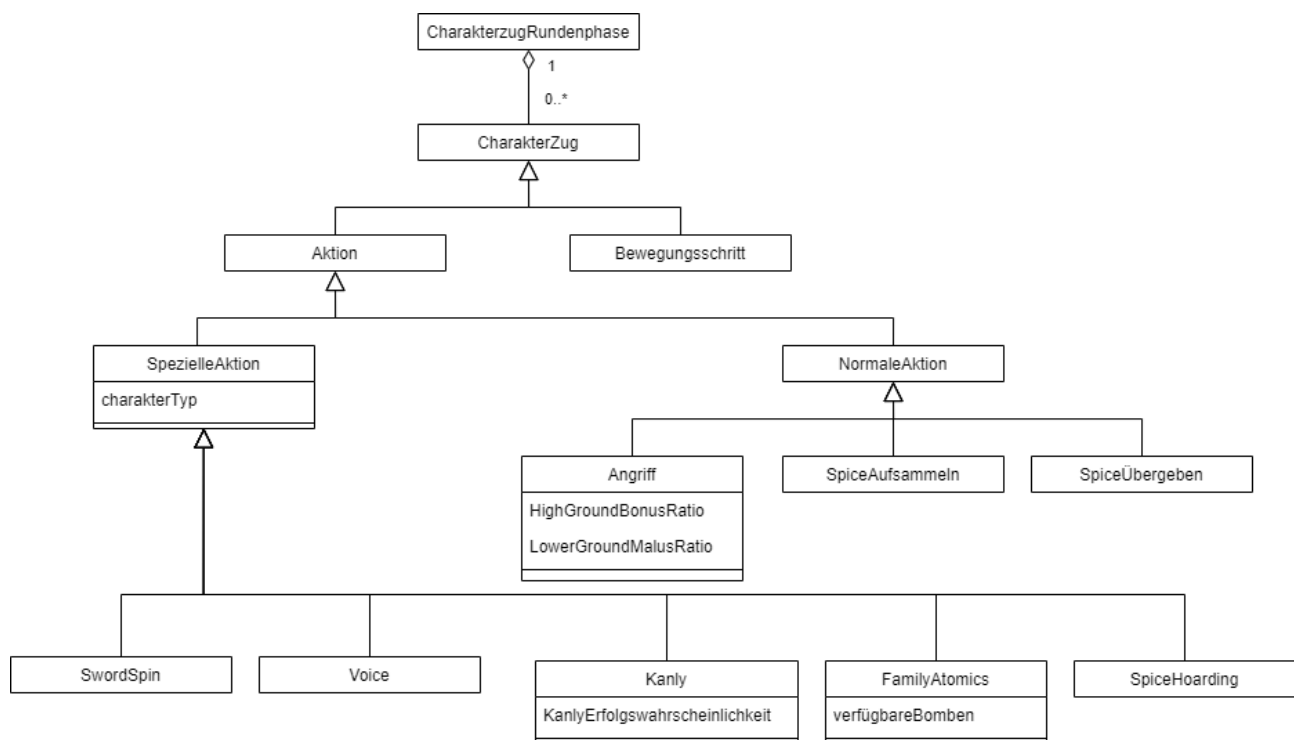 CharakterzugRundenphase
1
0..*
CharakterZug
Aktion
Bewegungsschritt
SpezielleAktion
charakterTyp
NormaleAktion
Angriff
HighGroundBonusRatio
LowerGroundMalusRatio
SpiceAufsammeln
SpiceÜbergeben
SwordSpin
Voice
Kanly
KanlyErfolgswahrscheinlichkeit
FamilyAtomics
verfügbareBomben
SpiceHoarding